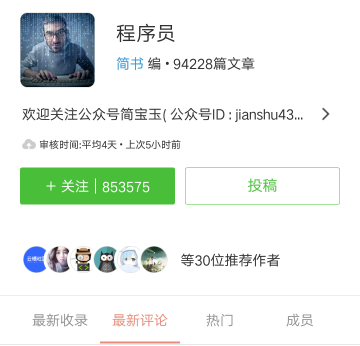 程序员
简书 编 • 94228篇文章
欢迎关注公众号简宝玉( 公众号ID : jianshu43...
审核时间:平均4天 • 上次5小时前
+ 关注 | 853575
投稿
等30位推荐作者
最新收录 最新评论 热门 成员